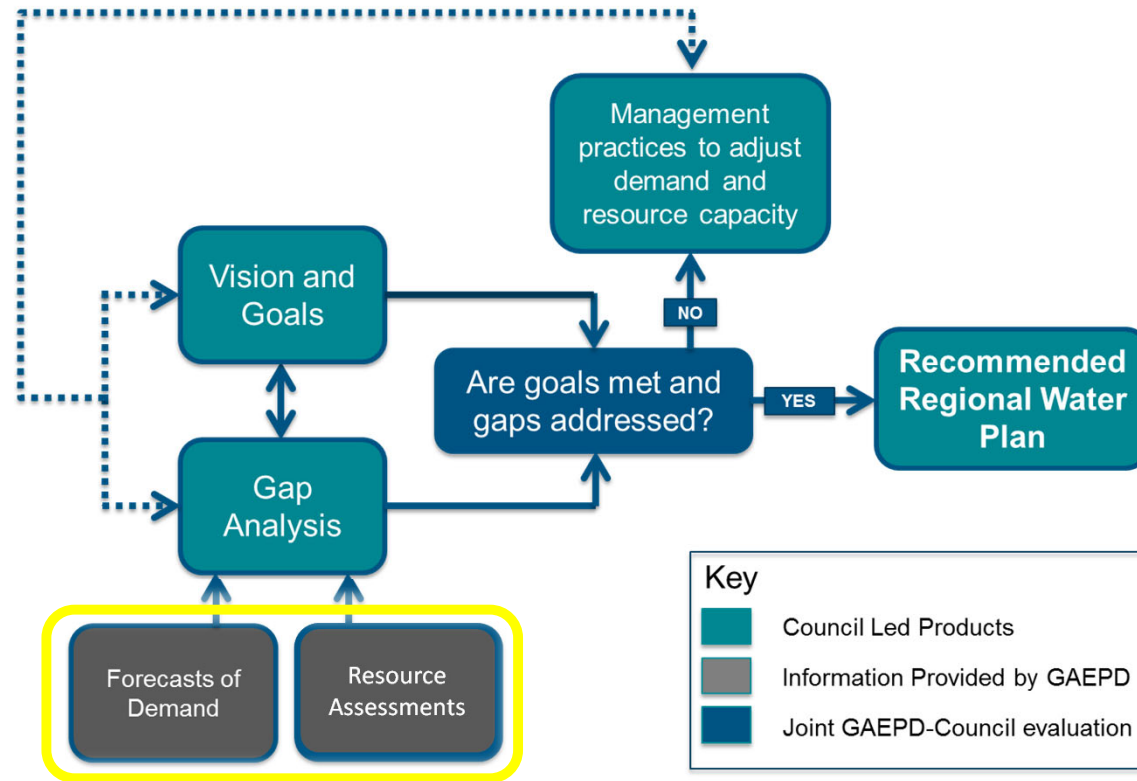 Management
practices to adjust
demand and
resource capacity
Vision and
Goals
NO
Are goals met and
gaps addressed?
YES
Recommended
Regional Water
Plan
Gap
Analysis
Forecasts of
Demand
Resource
Assessments
Key
Council Led Products
Information Provided by GAEPD
Joint GAEPD-Council evaluation